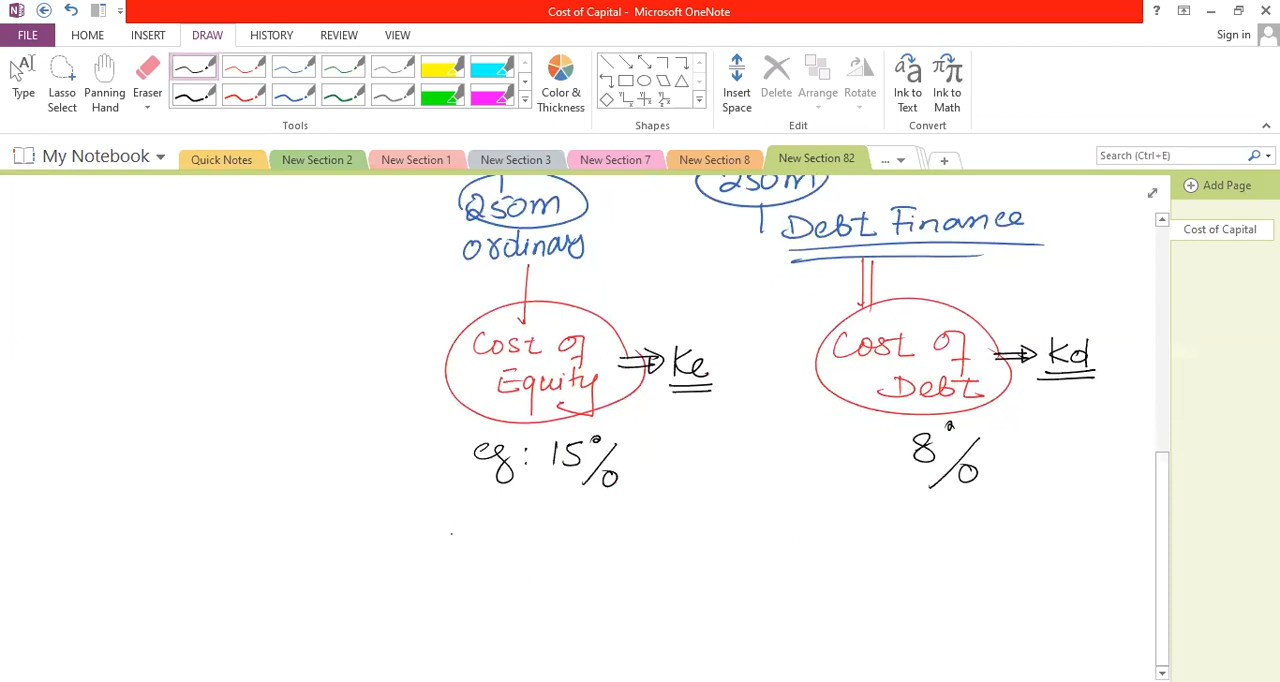 Cost of Capital - Microsoft OneNote
?
FILE HOME INSERT DRAW HISTORY REVIEW VIEW
Sign in
Type
Lasso Select
Panning Hand
Eraser
Color & Thickness
Insert Space
Delete
Arrange
Rotate
Ink to Text
Ink to Math
Tools
Shapes
Edit
Convert
My Notebook
Quick Notes
New Section 2
New Section 1
New Section 3
New Section 7
New Section 8
New Section 82
...
Search (Ctrl+E)
Add Page
Cost of Capital
250m
250m
ordinary
Debt Finance
Cost of
Equity
Ke
Cost of
Debt
Kd
eg: 15%
8%